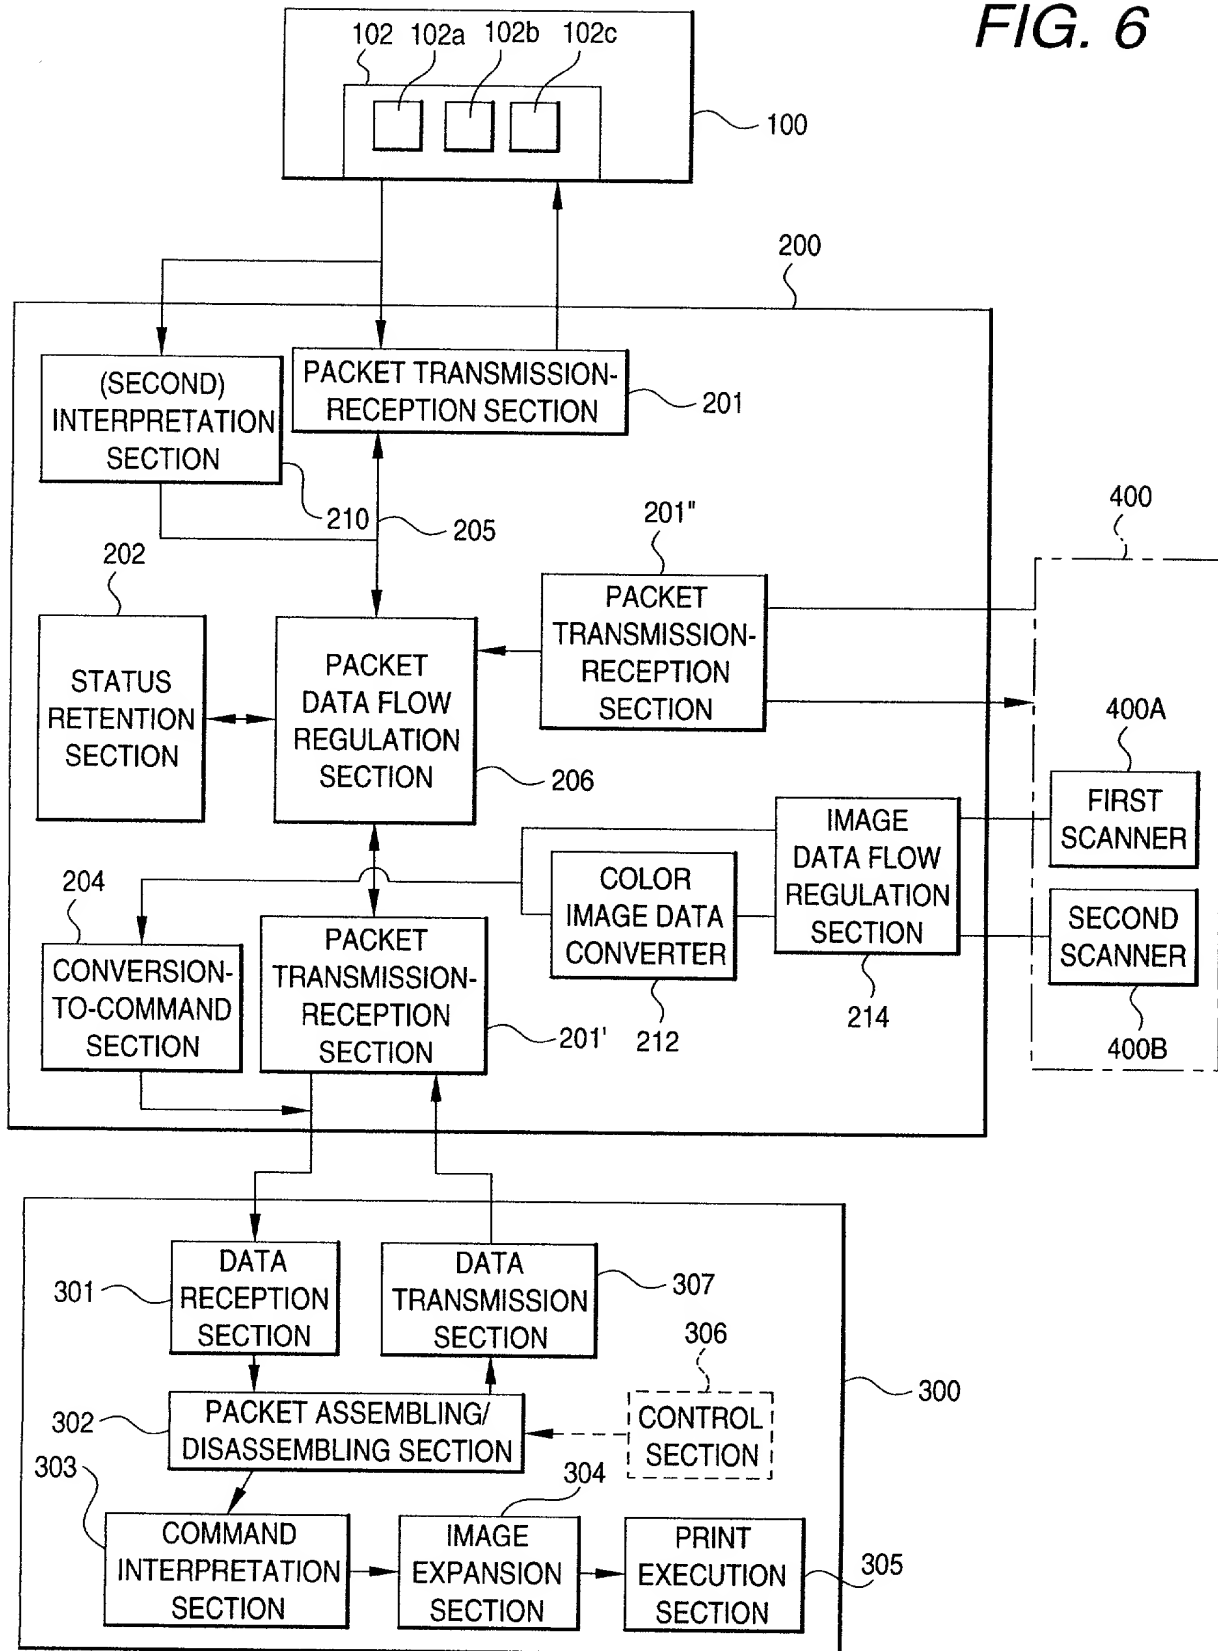 FIG. 6
102
102a
102b
102c
100
200
(SECOND)
INTERPRETATION
SECTION
PACKET TRANSMISSION-
RECEPTION SECTION
201
210
205
202
STATUS
RETENTION
SECTION
PACKET
DATA FLOW
REGULATION
SECTION
206
201"
PACKET
TRANSMISSION-
RECEPTION
SECTION
400
400A
FIRST
SCANNER
SECOND
SCANNER
400B
IMAGE
DATA FLOW
REGULATION
SECTION
214
COLOR
IMAGE DATA
CONVERTER
212
204
CONVERSION-
TO-COMMAND
SECTION
PACKET
TRANSMISSION-
RECEPTION
SECTION
201'
301
DATA
RECEPTION
SECTION
DATA
TRANSMISSION
SECTION
307
306
CONTROL
SECTION
300
302
PACKET ASSEMBLING/
DISASSEMBLING SECTION
303
COMMAND
INTERPRETATION
SECTION
304
IMAGE
EXPANSION
SECTION
PRINT
EXECUTION
SECTION
305